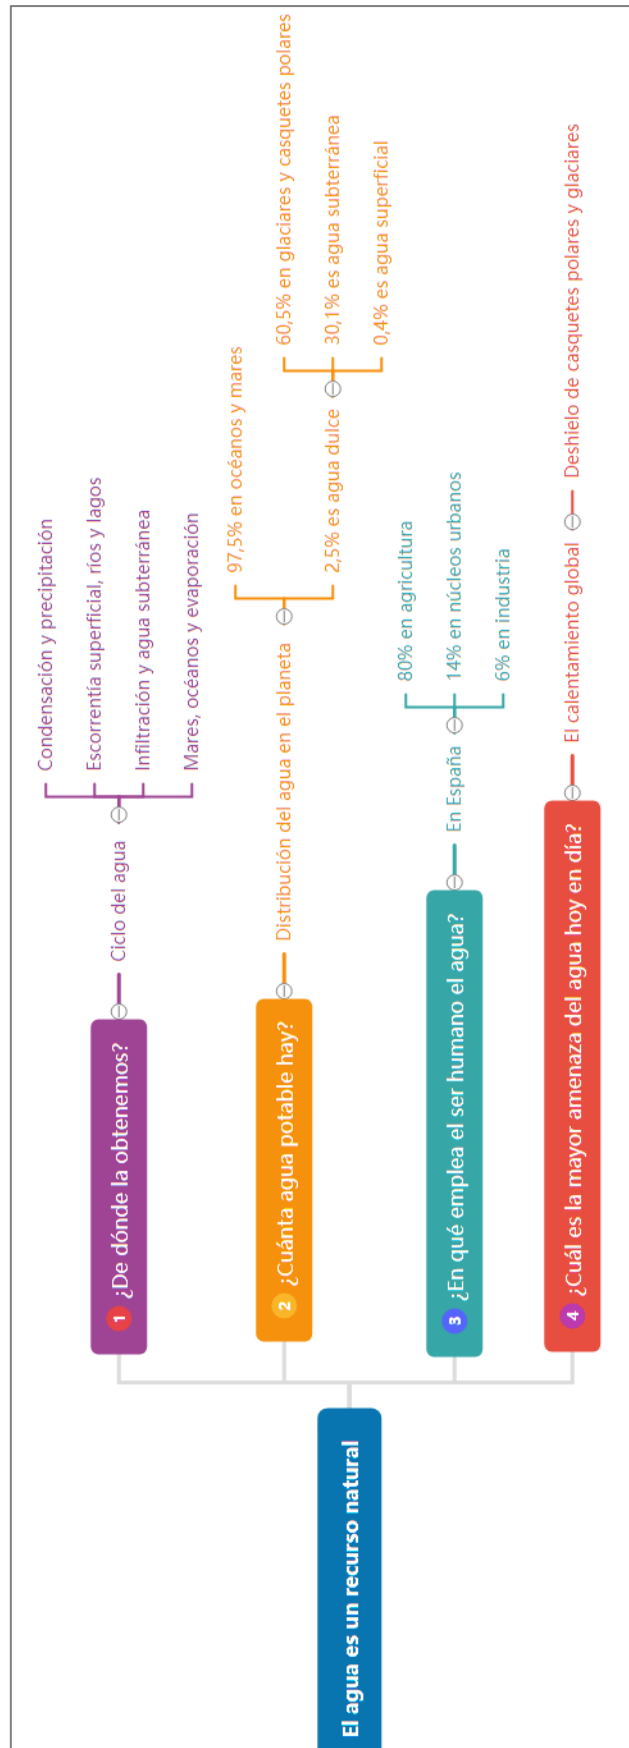 El agua es un recurso natural
1 ¿De dónde la obtenemos?
Ciclo del agua
Condensación y precipitación
Escorrentía superficial, ríos y lagos
Infiltración y agua subterránea
Mares, océanos y evaporación
2 ¿Cuánta agua potable hay?
Distribución del agua en el planeta
97,5% en océanos y mares
2,5% es agua dulce
60,5% en glaciares y casquetes polares
30,1% es agua subterránea
0,4% es agua superficial
3 ¿En qué emplea el ser humano el agua?
En España
80% en agricultura
14% en núcleos urbanos
6% en industria
4 ¿Cuál es la mayor amenaza del agua hoy en día?
El calentamiento global
Deshielo de casquetes polares y glaciares